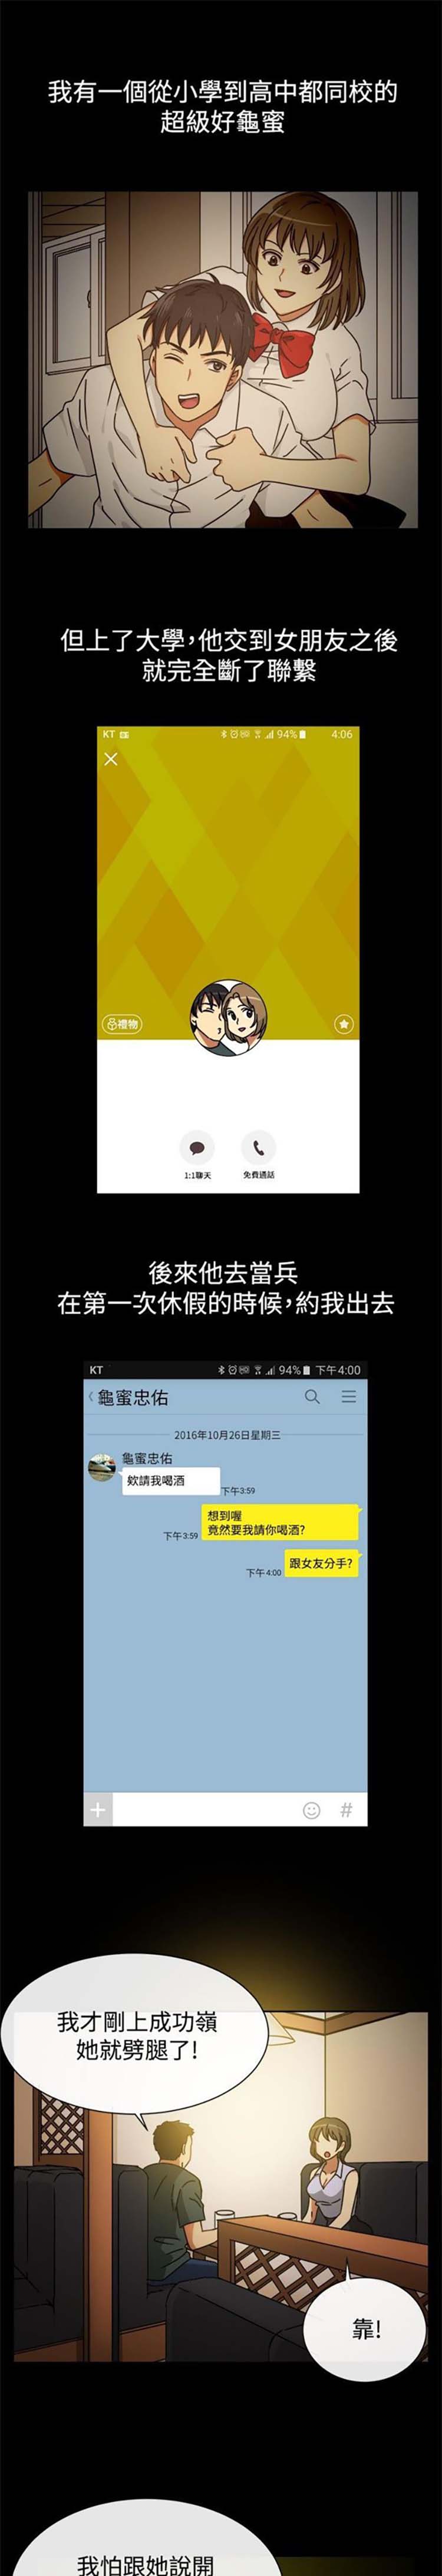 我有一個從小學到高中都同校的
超級好龜蜜
但上了大學，他交到女朋友之後
就完全斷了聯繫
KT 94% 4:06
禮物
1:1聊天 免費通話
後來他去當兵
在第一次休假的時候，約我出去
KT 94% 下午4:00
龜蜜忠佑
2016年10月26日星期三
龜蜜忠佑
欸請我喝酒
下午3:59
想到喔
竟然要我請你喝酒?
下午3:59
跟女友分手?
下午4:00
#
我才剛上成功嶺
她就劈腿了!
靠!
我怕跟她說開